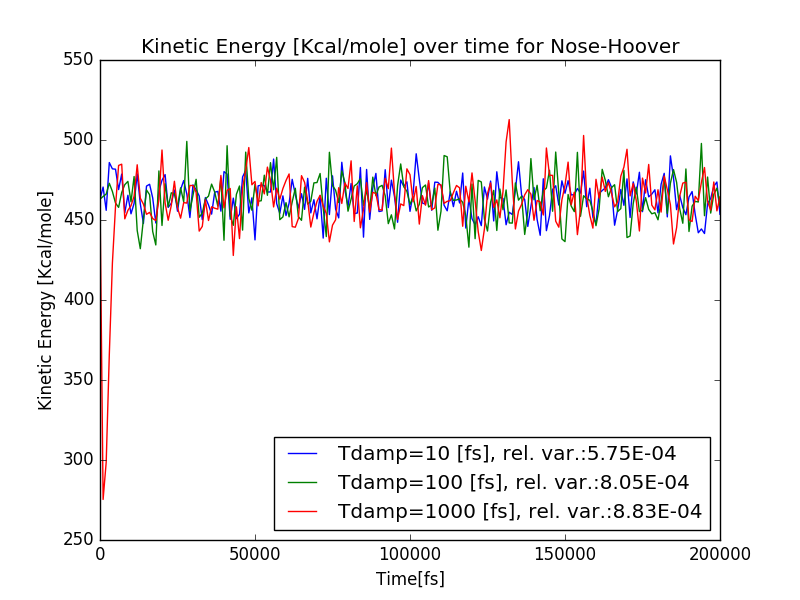 Kinetic Energy [Kcal/mole] over time for Nose-Hoover
550
500
450
400
350
300
250
Kinetic Energy [Kcal/mole]
Tdamp=10 [fs], rel. var.:5.75E-04
Tdamp=100 [fs], rel. var.:8.05E-04
Tdamp=1000 [fs], rel. var.:8.83E-04
0 50000 100000 150000 200000
Time[fs]